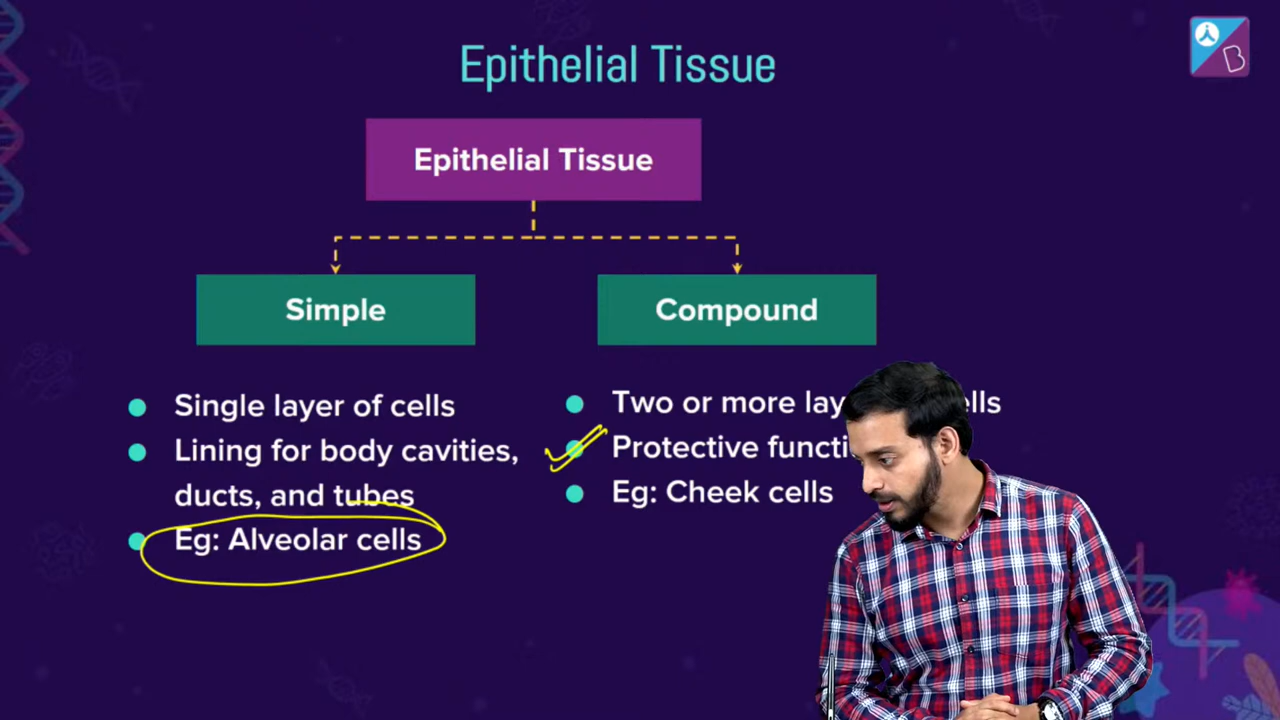 Epithelial Tissue
Epithelial Tissue
Simple
Compound
Single layer of cells
Lining for body cavities,
ducts, and tubes
Eg: Alveolar cells
Two or more lay
Protective functi
Eg: Cheek cells
B